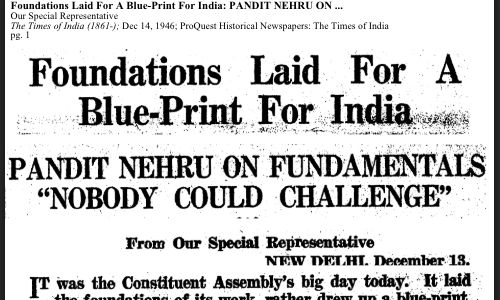 Foundations Laid For A Blue-Print For India: PANDIT NEHRU ON ...
Our Special Representative
The Times of India (1861-); Dec 14, 1946; ProQuest Historical Newspapers: The Times of India
pg. 1
Foundations Laid For A
Blue-Print For India
PANDIT NEHRU ON FUNDAMENTALS
"NOBODY COULD CHALLENGE"
From Our Special Representative
NEW DELHI, December 13.
IT was the Constituent Assembly's big day today. It laid
the foundations of its work, rather drew up a blue-print